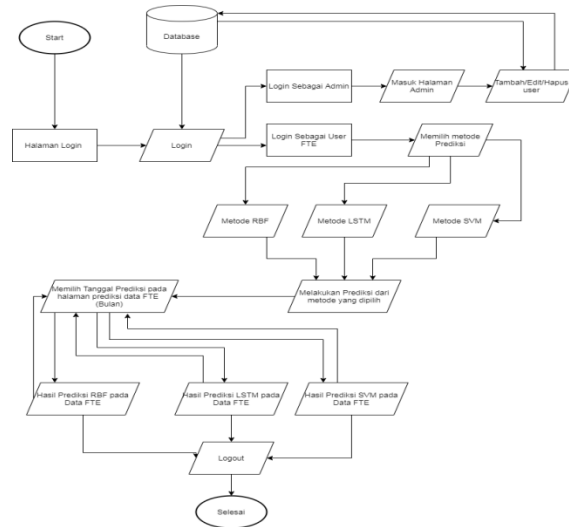 Start
Database
Login Sebagai Admin
Masuk Halaman
Admin
Tambah/Edit/Hapus
user
Halaman Login
Login
Login Sebagai User
FTE
Memilih metode
Prediksi
Metode RBF
Metode LSTM
Metode SVM
Memilih Tanggal Prediksi pada
halaman prediksi data FTE
(Bulan)
Melakukan Prediksi dari
metode yang dipilih
Hasil Prediksi RBF pada
Data FTE
Hasil Prediksi LSTM pada
Data FTE
Hasil Prediksi SVM pada
Data FTE
Logout
Selesai